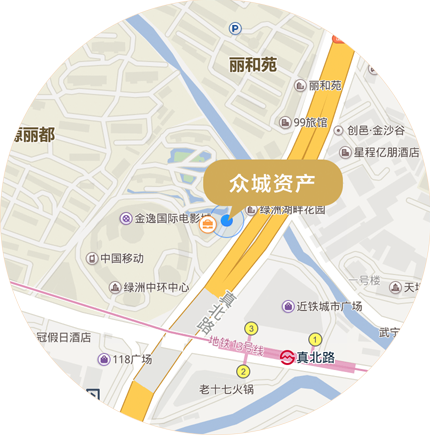 P
丽和苑
丽和苑
99旅馆
创邑·金沙谷
星程亿朋酒店
丽都
众城资产
绿洲湖畔花园
金逸国际电影城
中国移动
绿洲中环中心
一号楼
真北路
近铁城市广场
天
武宁
地铁13号线
3
1
真北路
冠假日酒店
118广场
2
老十七火锅